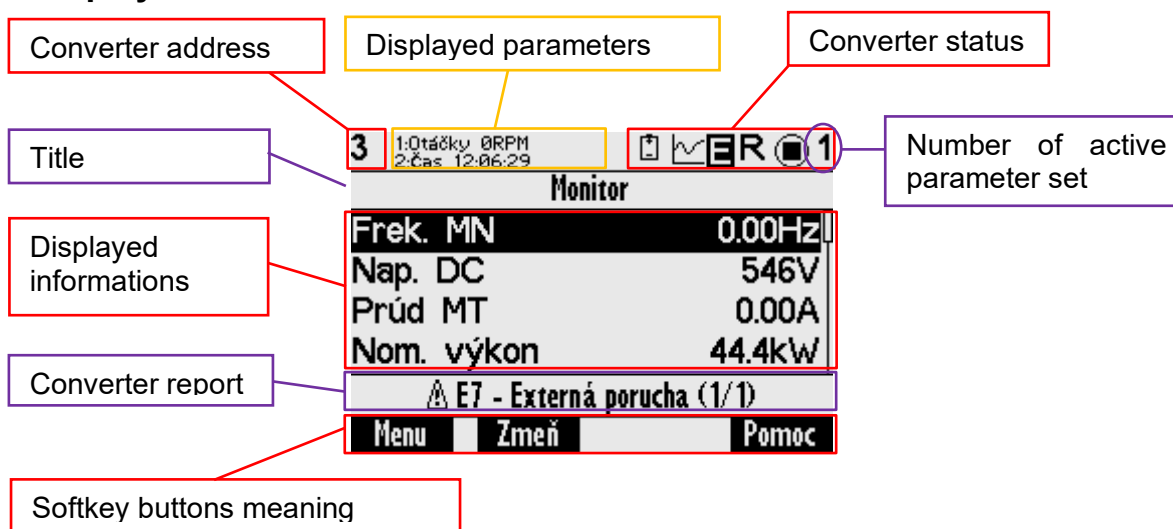 Converter address
Displayed parameters
Converter status
3
1:Otáčky 0RPM
2:Čas 12:06:29
E R 1
Title
Number of active
parameter set
Monitor
Displayed
informations
Frek. MN 0.00Hz
Nap. DC 546V
Prúd MT 0.00A
Nom. výkon 44.4kW
Converter report
E7 - Externá porucha (1/1)
Menu Zmeň Pomoc
Softkey buttons meaning